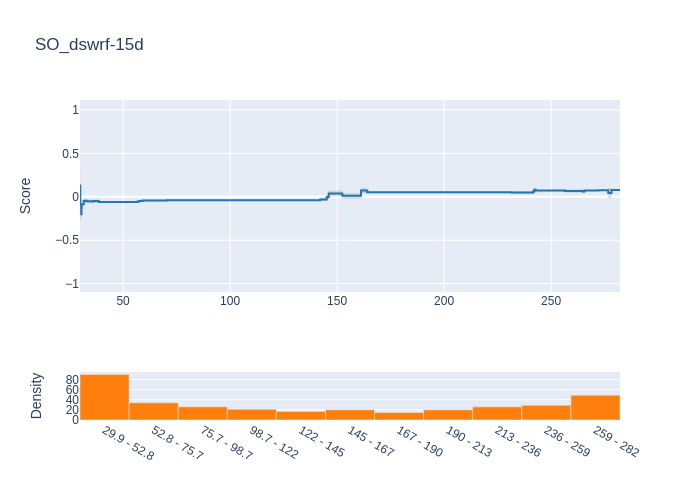 SO_dswrf-15d
1
0.5
0
−0.5
−1
Score
50
100
150
200
250
80
60
40
20
0
Density
29.9 - 52.8
52.8 - 75.7
75.7 - 98.7
98.7 - 122
122 - 145
145 - 167
167 - 190
190 - 213
213 - 236
236 - 259
259 - 282